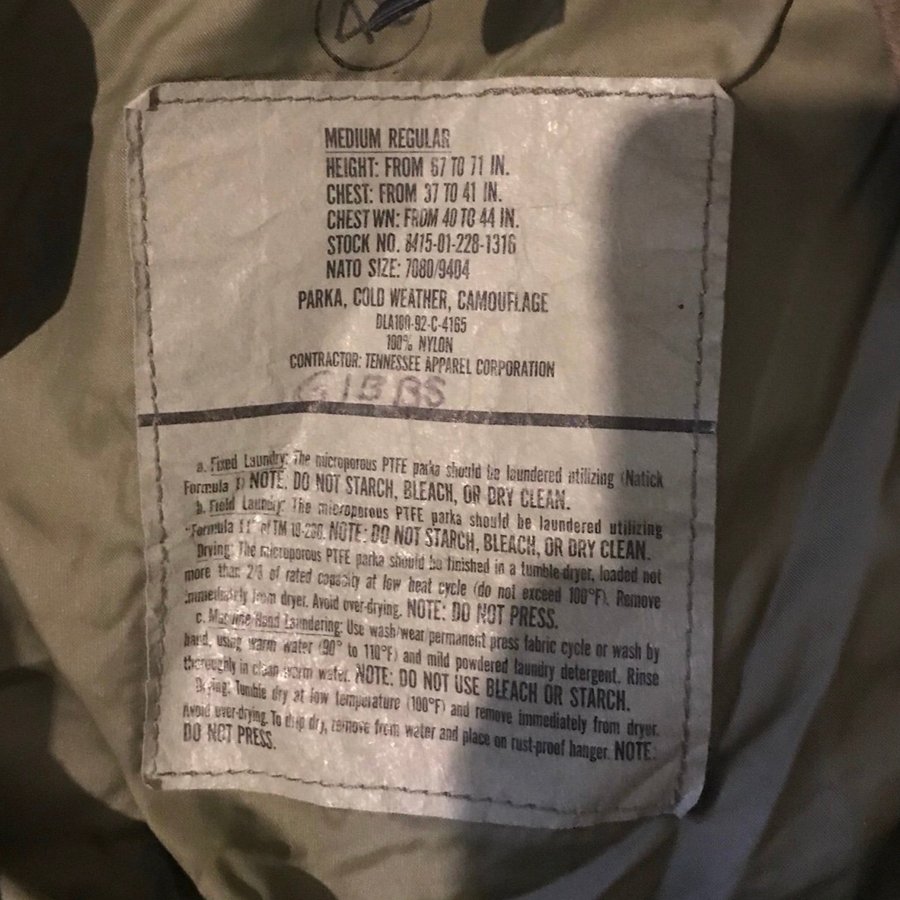 MEDIUM REGULAR
HEIGHT: FROM 67 TO 71 IN.
CHEST: FROM 37 TO 41 IN.
CHEST WN: FROM 40 TO 44 IN.
STOCK NO. 8415-01-228-1316
NATO SIZE: 7080/9404
PARKA, COLD WEATHER, CAMOUFLAGE
DLA100-92-C-4165
100% NYLON
CONTRACTOR: TENNESSEE APPAREL CORPORATION
GIBBS
a. Fixed Laundry: The microporous PTFE parka should be laundered utilizing (Natick
Formula 1) NOTE. DO NOT STARCH, BLEACH, OR DRY CLEAN.
b. Field Laundry: The microporous PTFE parka should be laundered utilizing
"Formula 11" of TM 10-280. NOTE: DO NOT STARCH, BLEACH, OR DRY CLEAN.
Drying: The microporous PTFE parka should be finished in a tumble dryer, loaded not
more than 2/3 of rated capacity at low heat cycle (do not exceed 100°F). Remove
immediately from dryer. Avoid over-drying. NOTE: DO NOT PRESS.
c. Machine/Hand Laundering: Use wash/wear permanent press fabric cycle or wash by
hand, using warm water (90° to 110°F) and mild powdered laundry detergent. Rinse
thoroughly in clean warm water. NOTE: DO NOT USE BLEACH OR STARCH.
Drying: Tumble dry at low temperature (100°F) and remove immediately from dryer.
Avoid over-drying. To drip dry, remove from water and place on rust-proof hanger. NOTE:
DO NOT PRESS.